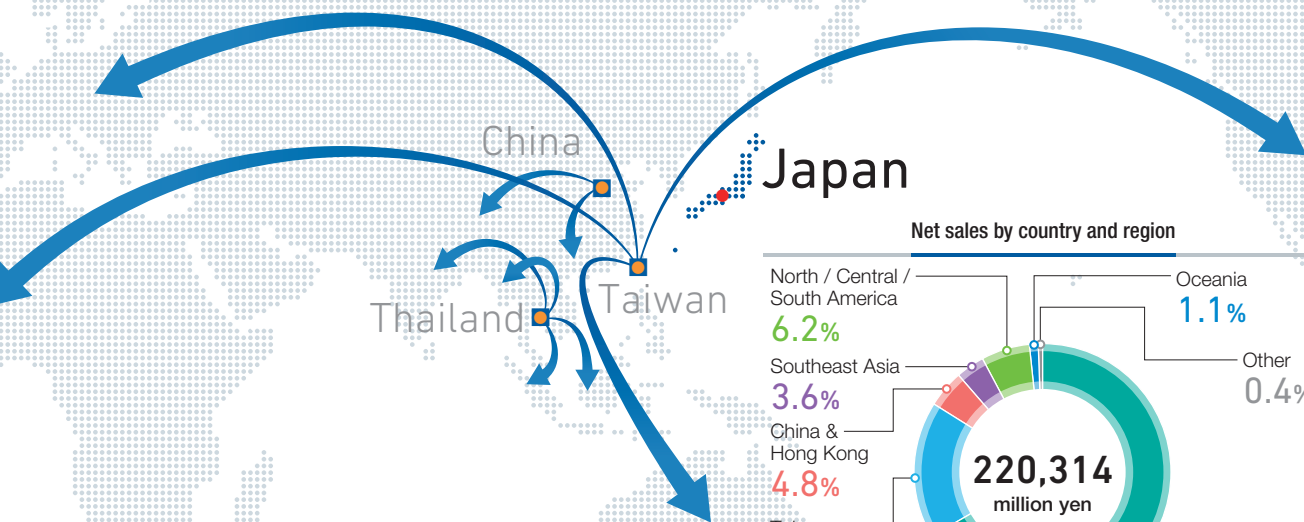 China
Japan
Taiwan
Thailand
Net sales by country and region
North / Central /
South America
6.2%
Southeast Asia
3.6%
China &
Hong Kong
4.8%
Oceania
1.1%
Other
0.4%
220,314
million yen